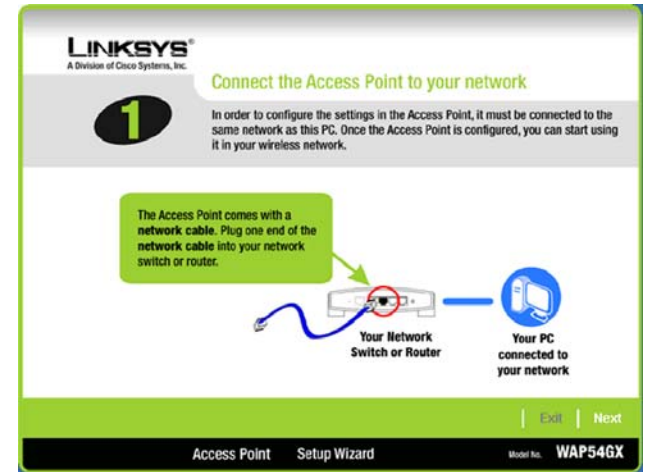 LINKSYS®
A Division of Cisco Systems, Inc.
Connect the Access Point to your network
1
In order to configure the settings in the Access Point, it must be connected to the
same network as this PC. Once the Access Point is configured, you can start using
it in your wireless network.
The Access Point comes with a
network cable. Plug one end of the
network cable into your network
switch or router.
Your Network
Switch or Router
Your PC
connected to
your network
Exit
Next
Access Point Setup Wizard
Model No. WAP54GX